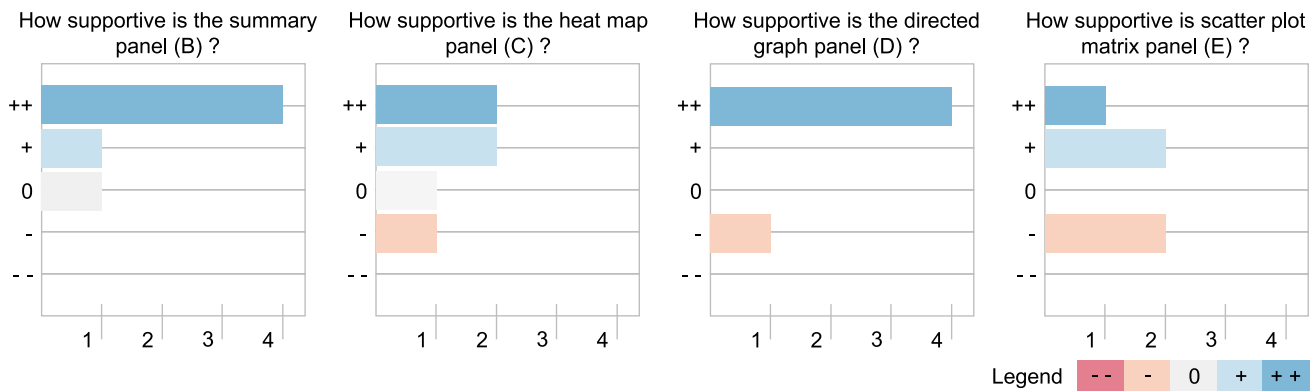 How supportive is the summary
panel (B) ?
++
+
0
-
--
1 2 3 4
How supportive is the heat map
panel (C) ?
++
+
0
-
--
1 2 3 4
How supportive is the directed
graph panel (D) ?
++
+
0
-
--
1 2 3 4
How supportive is scatter plot
matrix panel (E) ?
++
+
0
-
--
1 2 3 4
Legend -- - 0 + ++